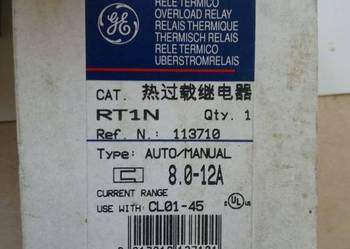 RELE TERMICO
OVERLOAD RELAY
RELAIS THERMIQUE
THERMISCH RELAIS
RELE TERMICO
UBERSTROMRELAIS
CAT. 热过载继电器
RT1N Qty. 1
Ref. N.: 113710
Type: AUTO/MANUAL
8.0-12A
CURRENT RANGE
USE WITH: CL01-45